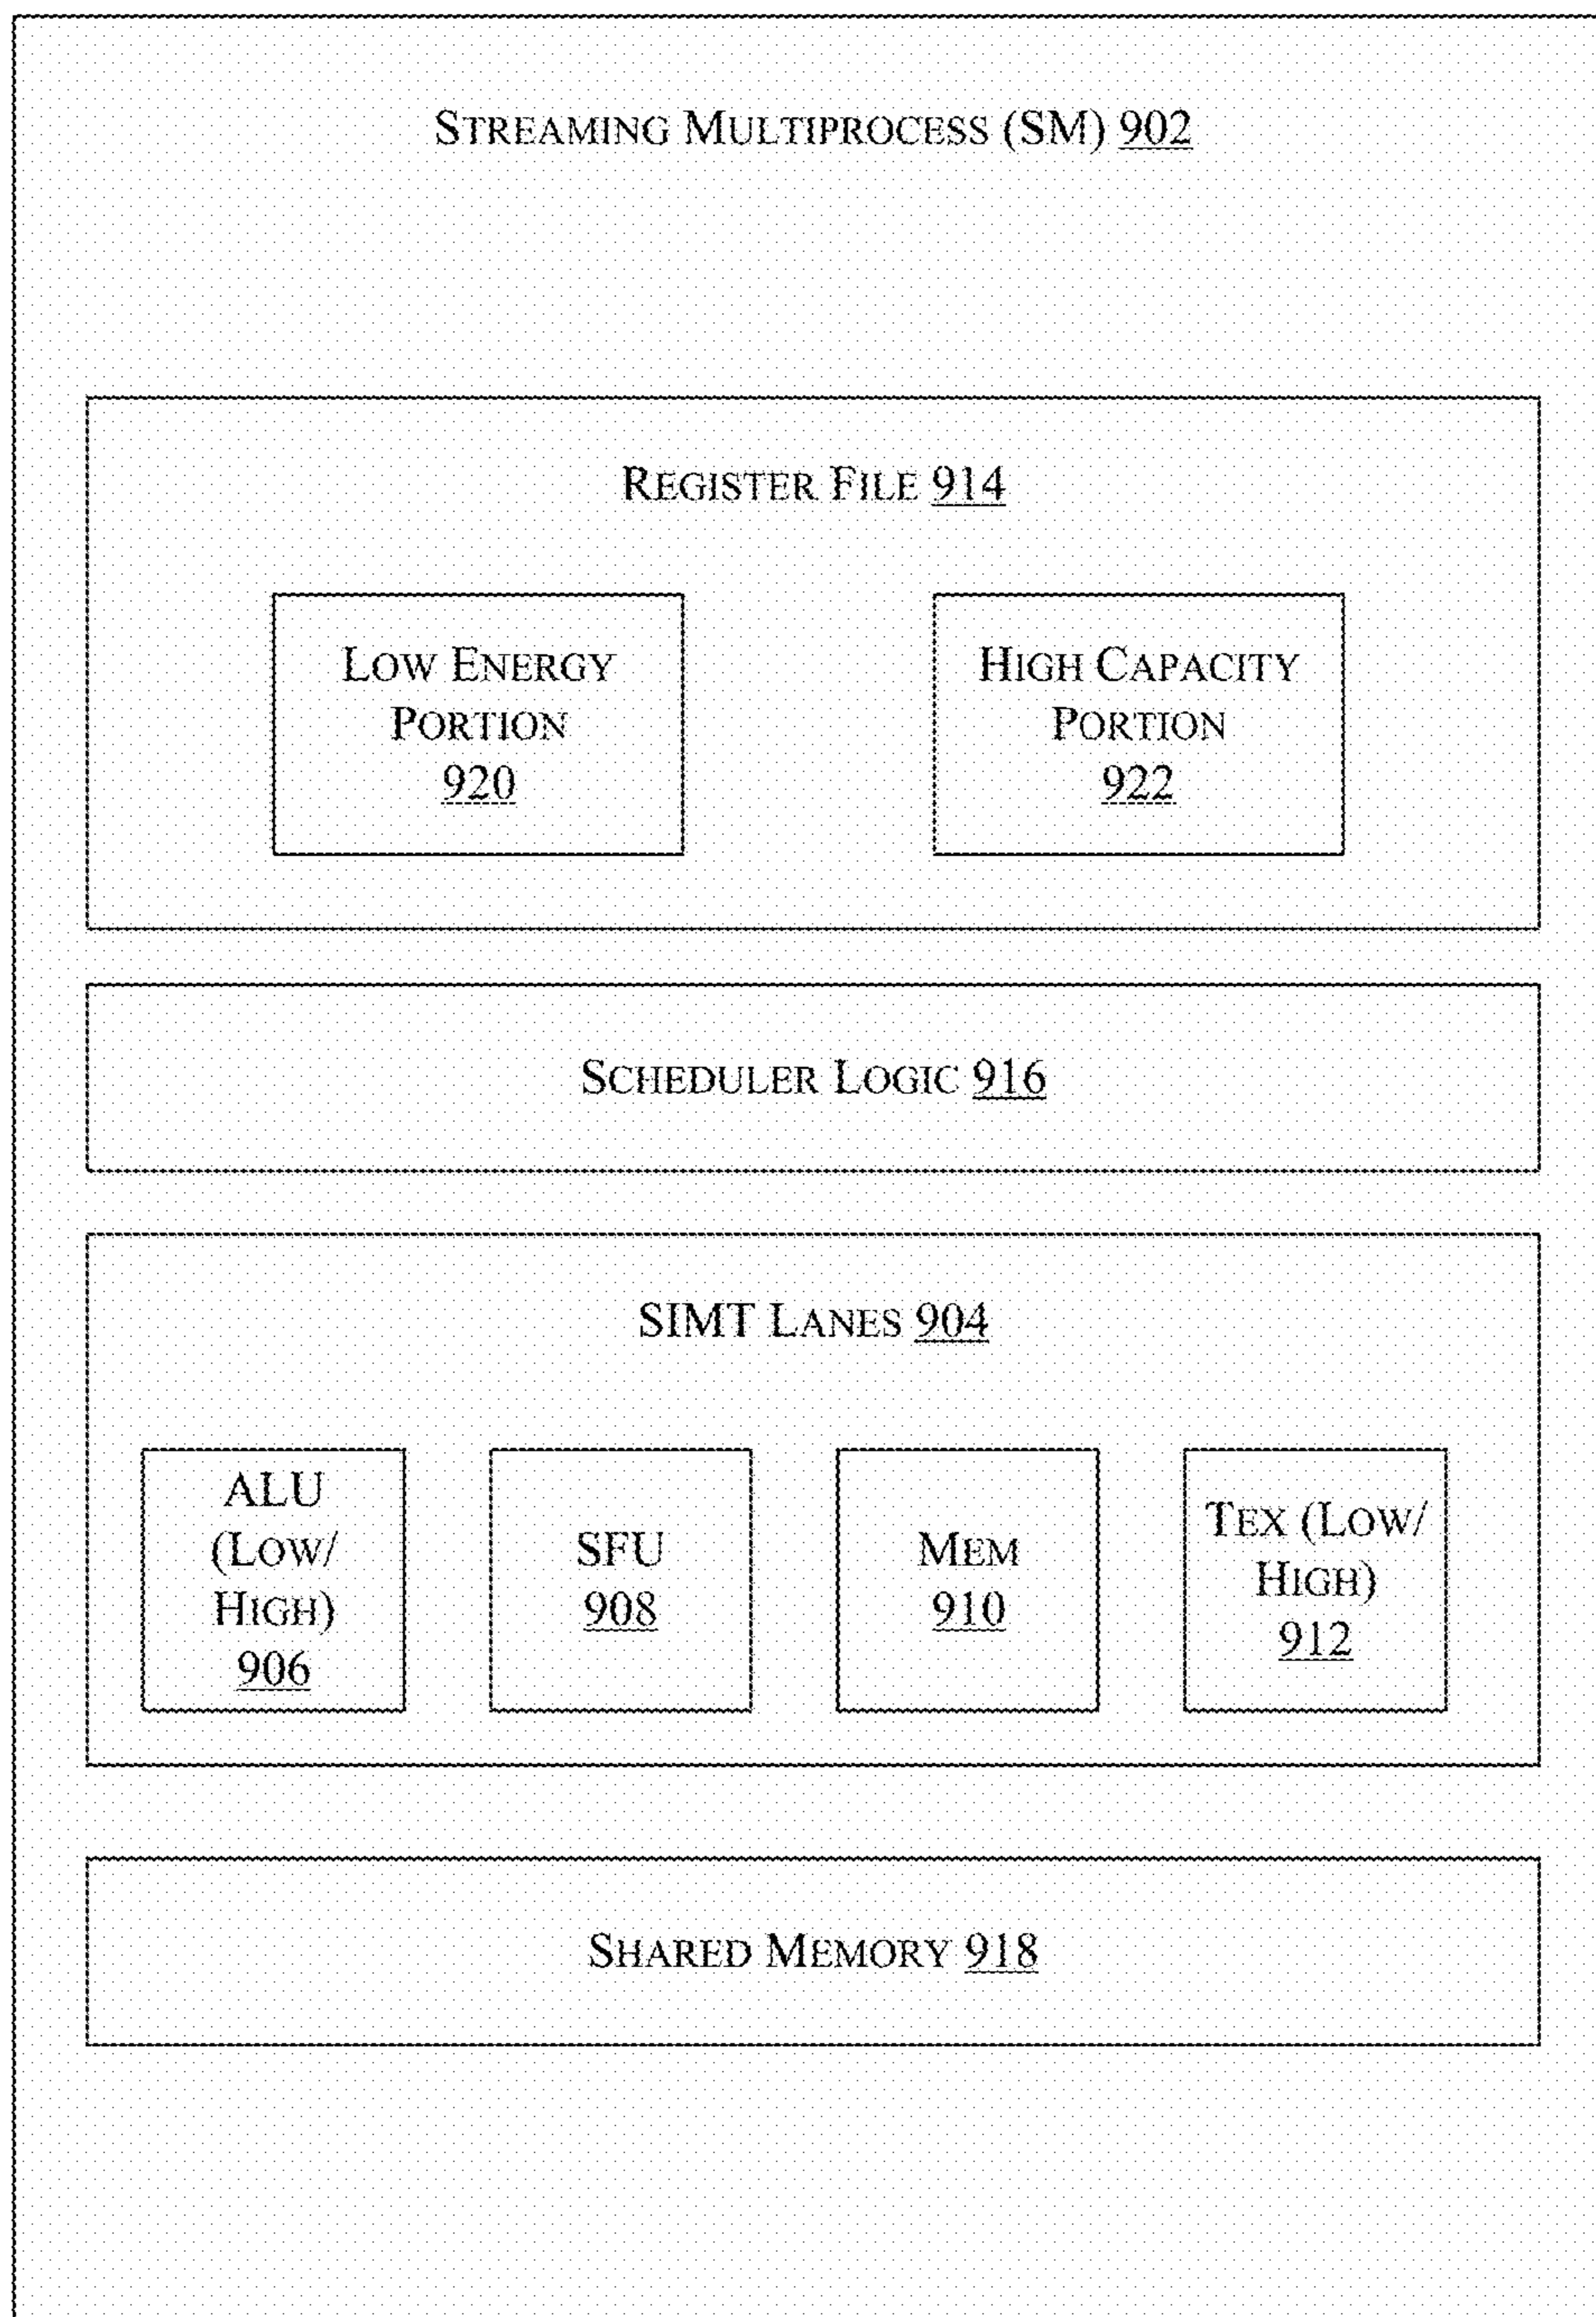 STREAMING MULTIPROCESS (SM) 902
REGISTER FILE 914
LOW ENERGY
PORTION
920
HIGH CAPACITY
PORTION
922
SCHEDULER LOGIC 916
SIMT LANES 904
ALU
(LOW/
HIGH)
906
SFU
908
MEM
910
TEX (LOW/
HIGH)
912
SHARED MEMORY 918